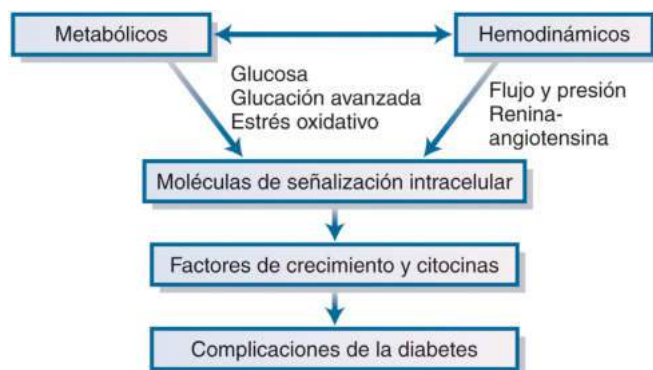 Metabólicos
Hemodinámicos
Glucosa
Glucación avanzada
Estrés oxidativo
Flujo y presión
Renina-
angiotensina
Moléculas de señalización intracelular
Factores de crecimiento y citocinas
Complicaciones de la diabetes